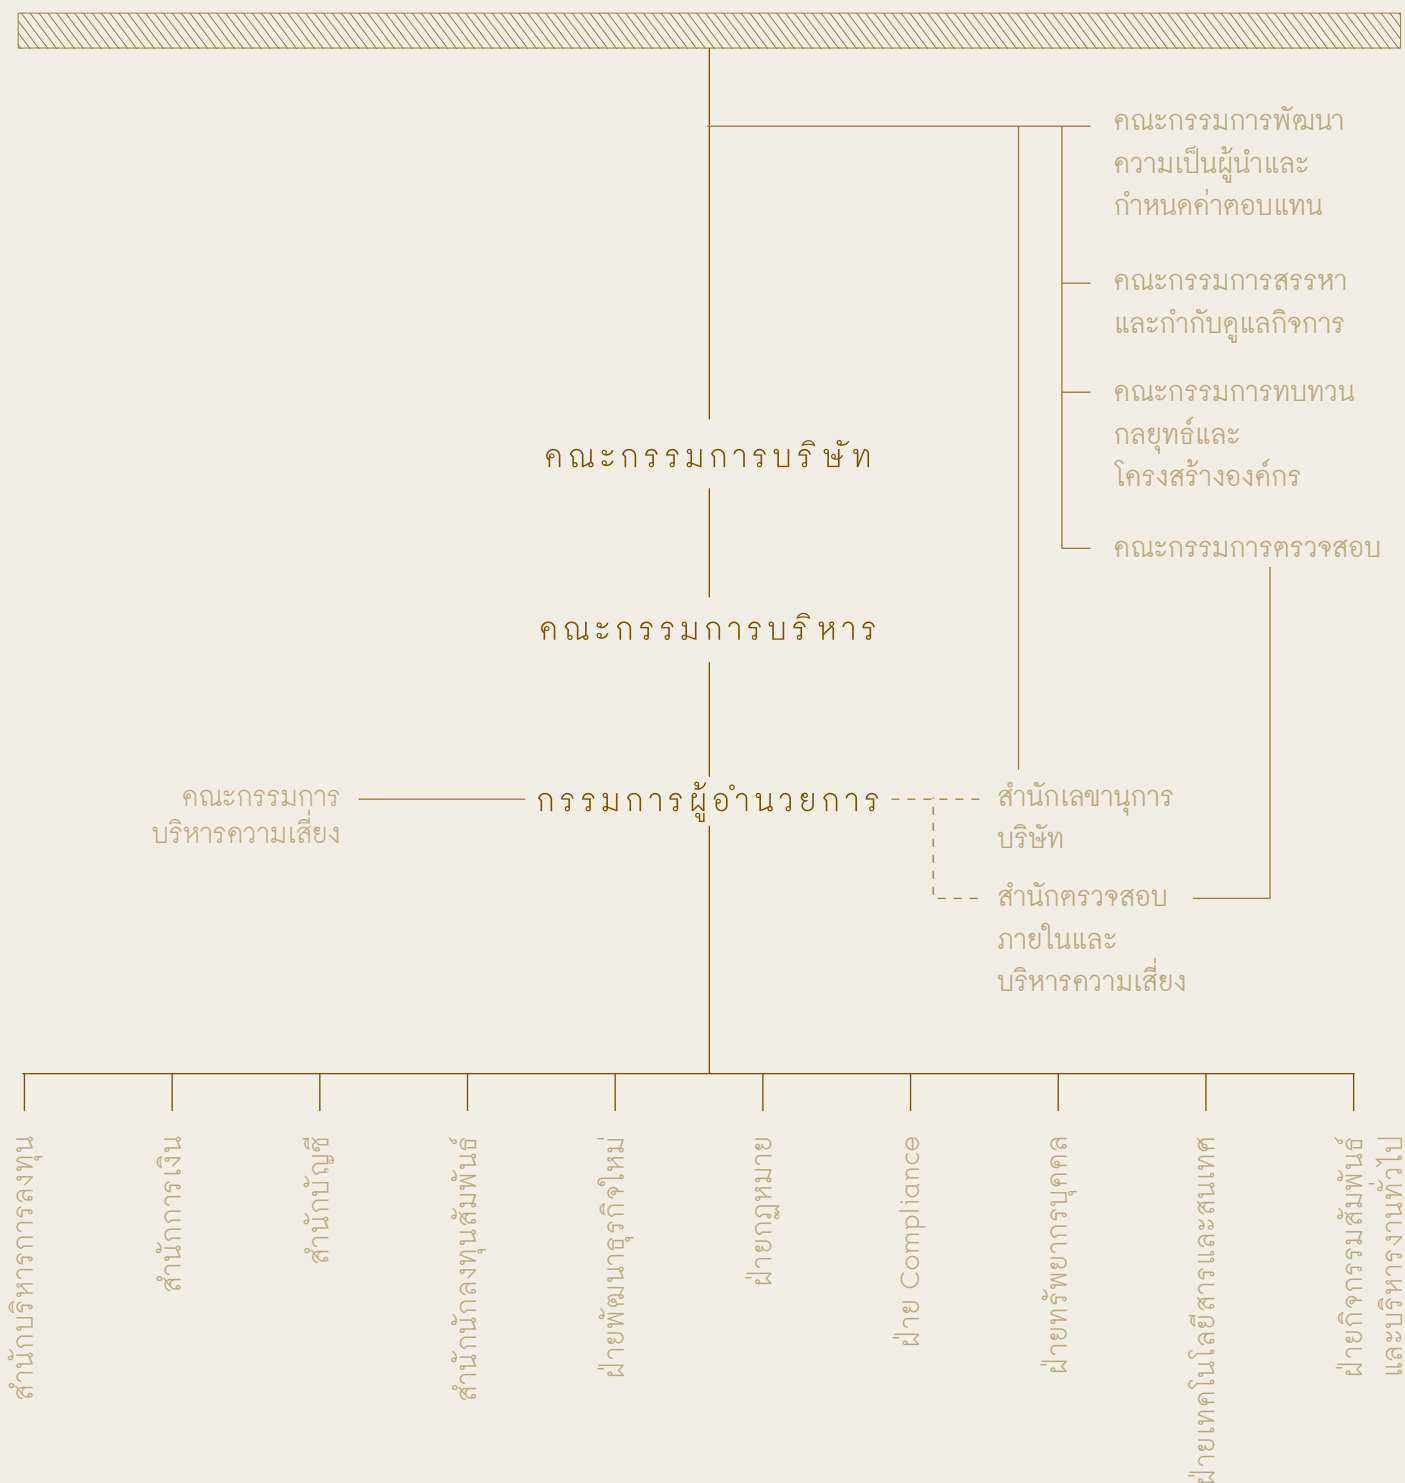 คณะกรรมการพัฒนา
ความเป็นผู้นำและ
กำหนดค่าตอบแทน
คณะกรรมการสรรหา
และกำกับดูแลกิจการ
คณะกรรมการทบทวน
กลยุทธ์และ
โครงสร้างองค์กร
คณะกรรมการบริษัท
คณะกรรมการตรวจสอบ
คณะกรรมการบริหาร
คณะกรรมการ
บริหารความเสี่ยง
กรรมการผู้อำนวยการ
สำนักเลขานุการ
บริษัท
สำนักตรวจสอบ
ภายในและ
บริหารความเสี่ยง
สำนักบริหารการลงทุน
สำนักการเงิน
สำนักบัญชี
สำนักนักลงทุนสัมพันธ์
ฝ่ายพัฒนาธุรกิจใหม่
ฝ่ายกฎหมาย
ฝ่าย Compliance
ฝ่ายทรัพยากรบุคคล
ฝ่ายเทคโนโลยีสารและสนเทศ
ฝ่ายกิจกรรมสัมพันธ์
และบริหารงานทั่วไป